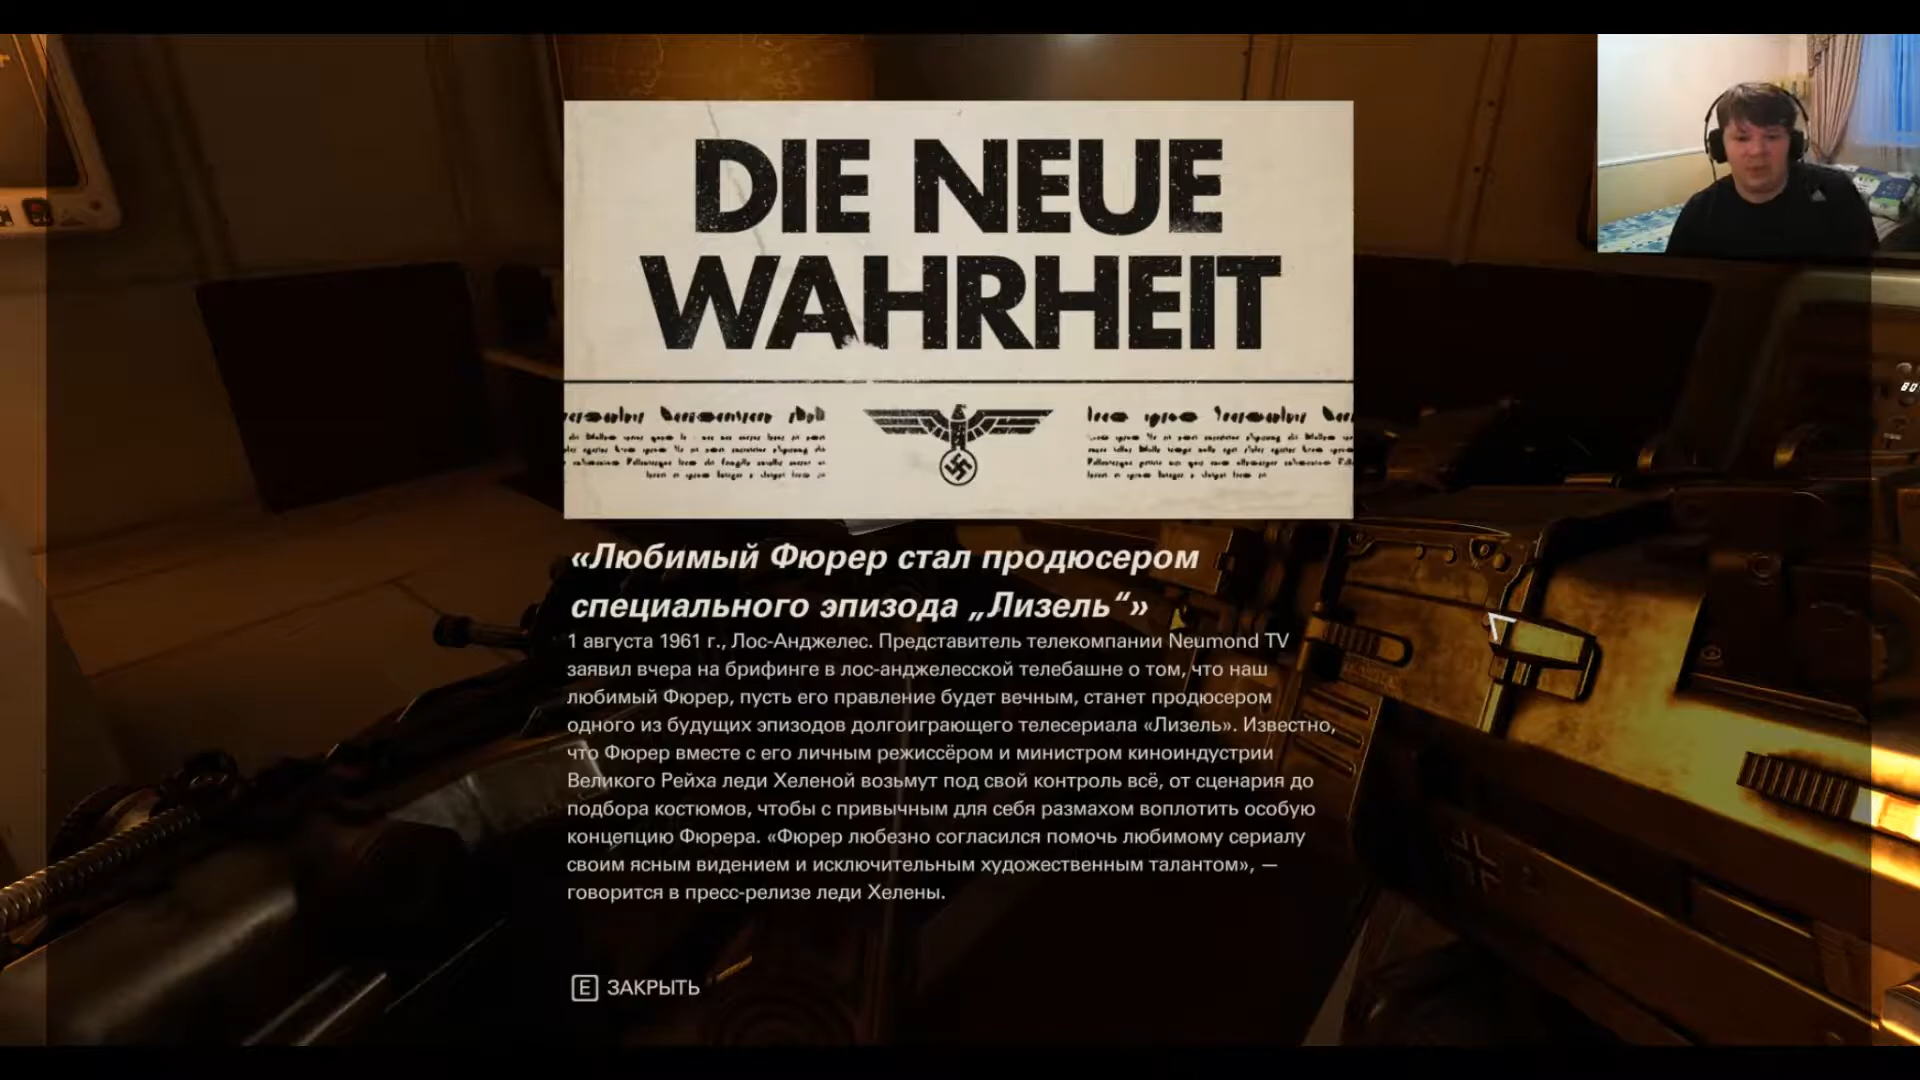 DIE NEUE
WAHRHEIT
«Любимый Фюрер стал продюсером
специального эпизода „Лизель“»
1 августа 1961 г., Лос-Анджелес. Представитель телекомпании Neumond TV
заявил вчера на брифинге в лос-анджелесской телебашне о том, что наш
любимый Фюрер, пусть его правление будет вечным, станет продюсером
одного из будущих эпизодов долгоиграющего телесериала «Лизель». Известно,
что Фюрер вместе с его личным режиссёром и министром киноиндустрии
Великого Рейха леди Хеленой возьмут под свой контроль всё, от сценария до
подбора костюмов, чтобы с привычным для себя размахом воплотить особую
концепцию Фюрера. «Фюрер любезно согласился помочь любимому сериалу
своим ясным видением и исключительным художественным талантом», —
говорится в пресс-релизе леди Хелены.
E ЗАКРЫТЬ